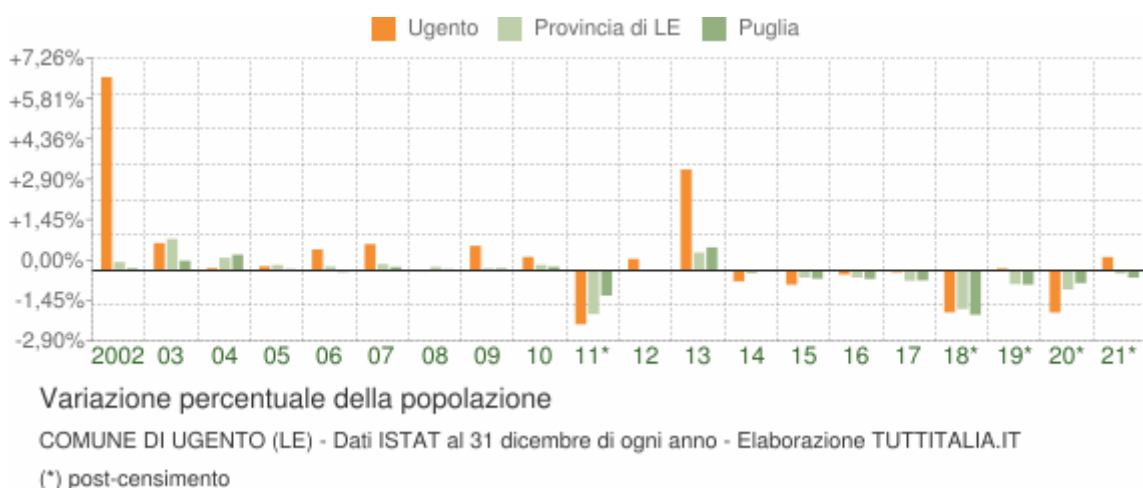 Ugento Provincia di LE Puglia
+7,26%
+5,81%
+4,36%
+2,90%
+1,45%
0,00%
-1,45%
-2,90%
2002 03 04 05 06 07 08 09 10 11* 12 13 14 15 16 17 18* 19* 20* 21*
Variazione percentuale della popolazione
COMUNE DI UGENTO (LE) - Dati ISTAT al 31 dicembre di ogni anno - Elaborazione TUTTITALIA.IT
(*) post-censimento